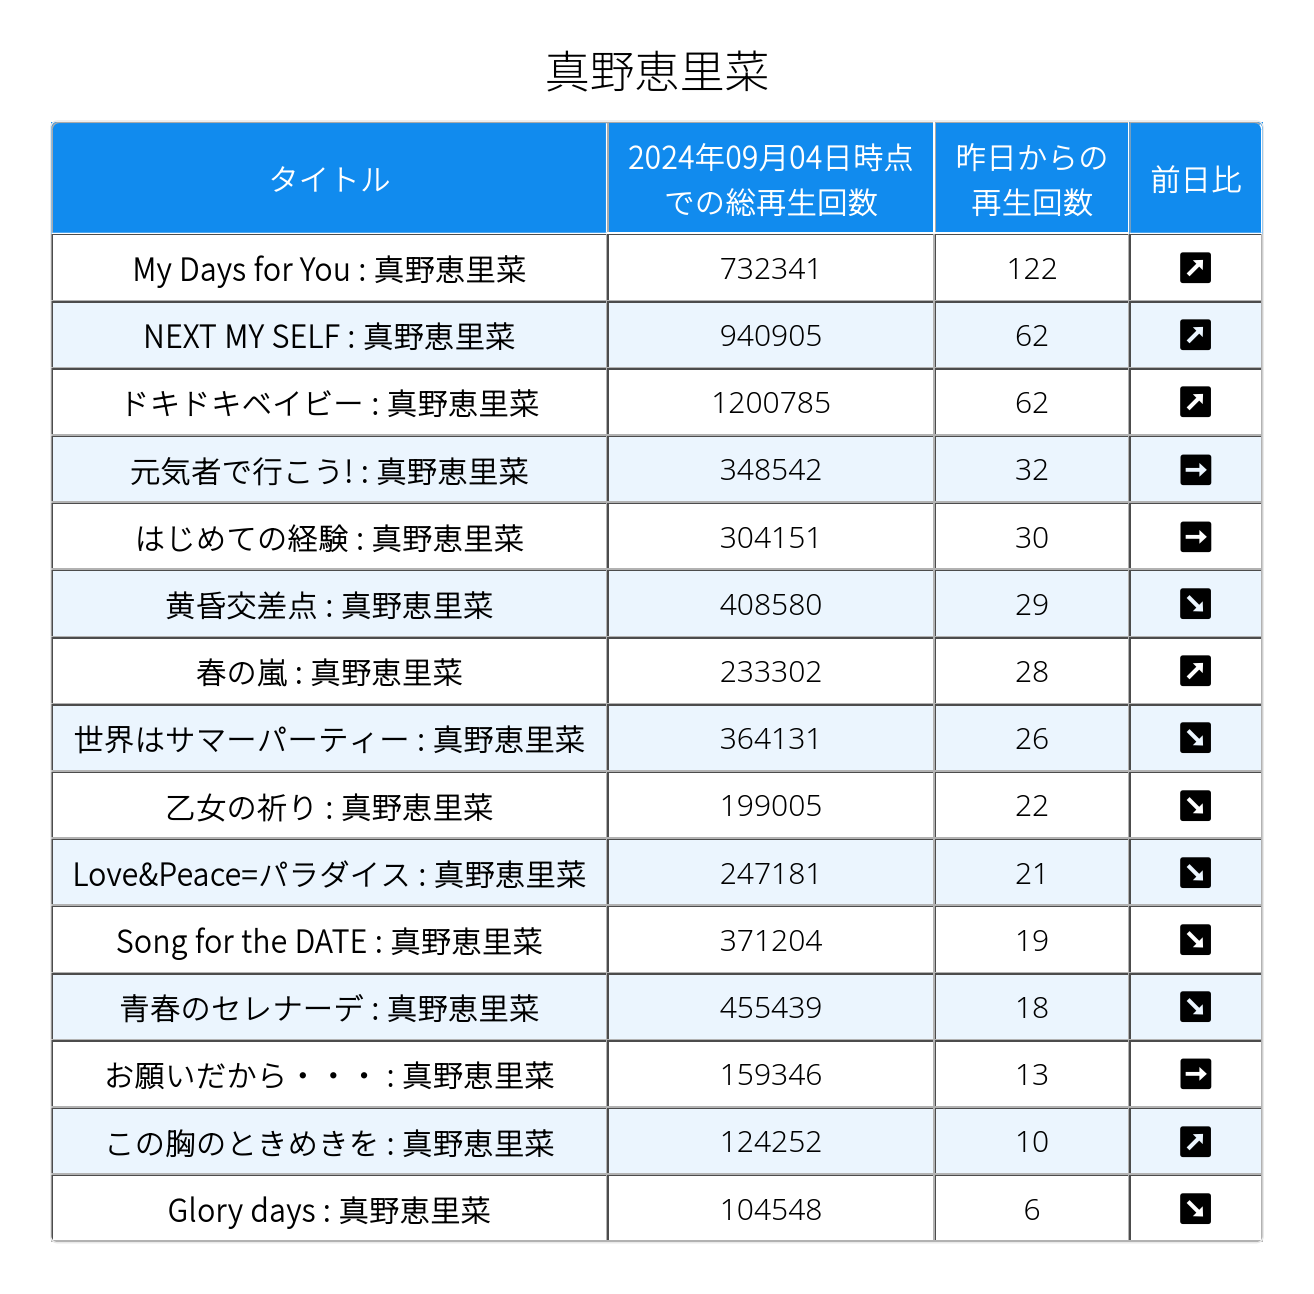 真野恵里菜
タイトル 2024年09月04日時点での総再生回数 昨日からの再生回数 前日比
My Days for You : 真野恵里菜 732341 122 ↗
NEXT MY SELF : 真野恵里菜 940905 62 ↗
ドキドキベイビー : 真野恵里菜 1200785 62 ↗
元気者で行こう! : 真野恵里菜 348542 32 →
はじめての経験 : 真野恵里菜 304151 30 →
黄昏交差点 : 真野恵里菜 408580 29 ↘
春の嵐 : 真野恵里菜 233302 28 ↗
世界はサマーパーティー : 真野恵里菜 364131 26 ↘
乙女の祈り : 真野恵里菜 199005 22 ↘
Love&Peace=パラダイス : 真野恵里菜 247181 21 ↘
Song for the DATE : 真野恵里菜 371204 19 ↘
青春のセレナーデ : 真野恵里菜 455439 18 ↘
お願いだから・・・ : 真野恵里菜 159346 13 →
この胸のときめきを : 真野恵里菜 124252 10 ↗
Glory days : 真野恵里菜 104548 6 ↘